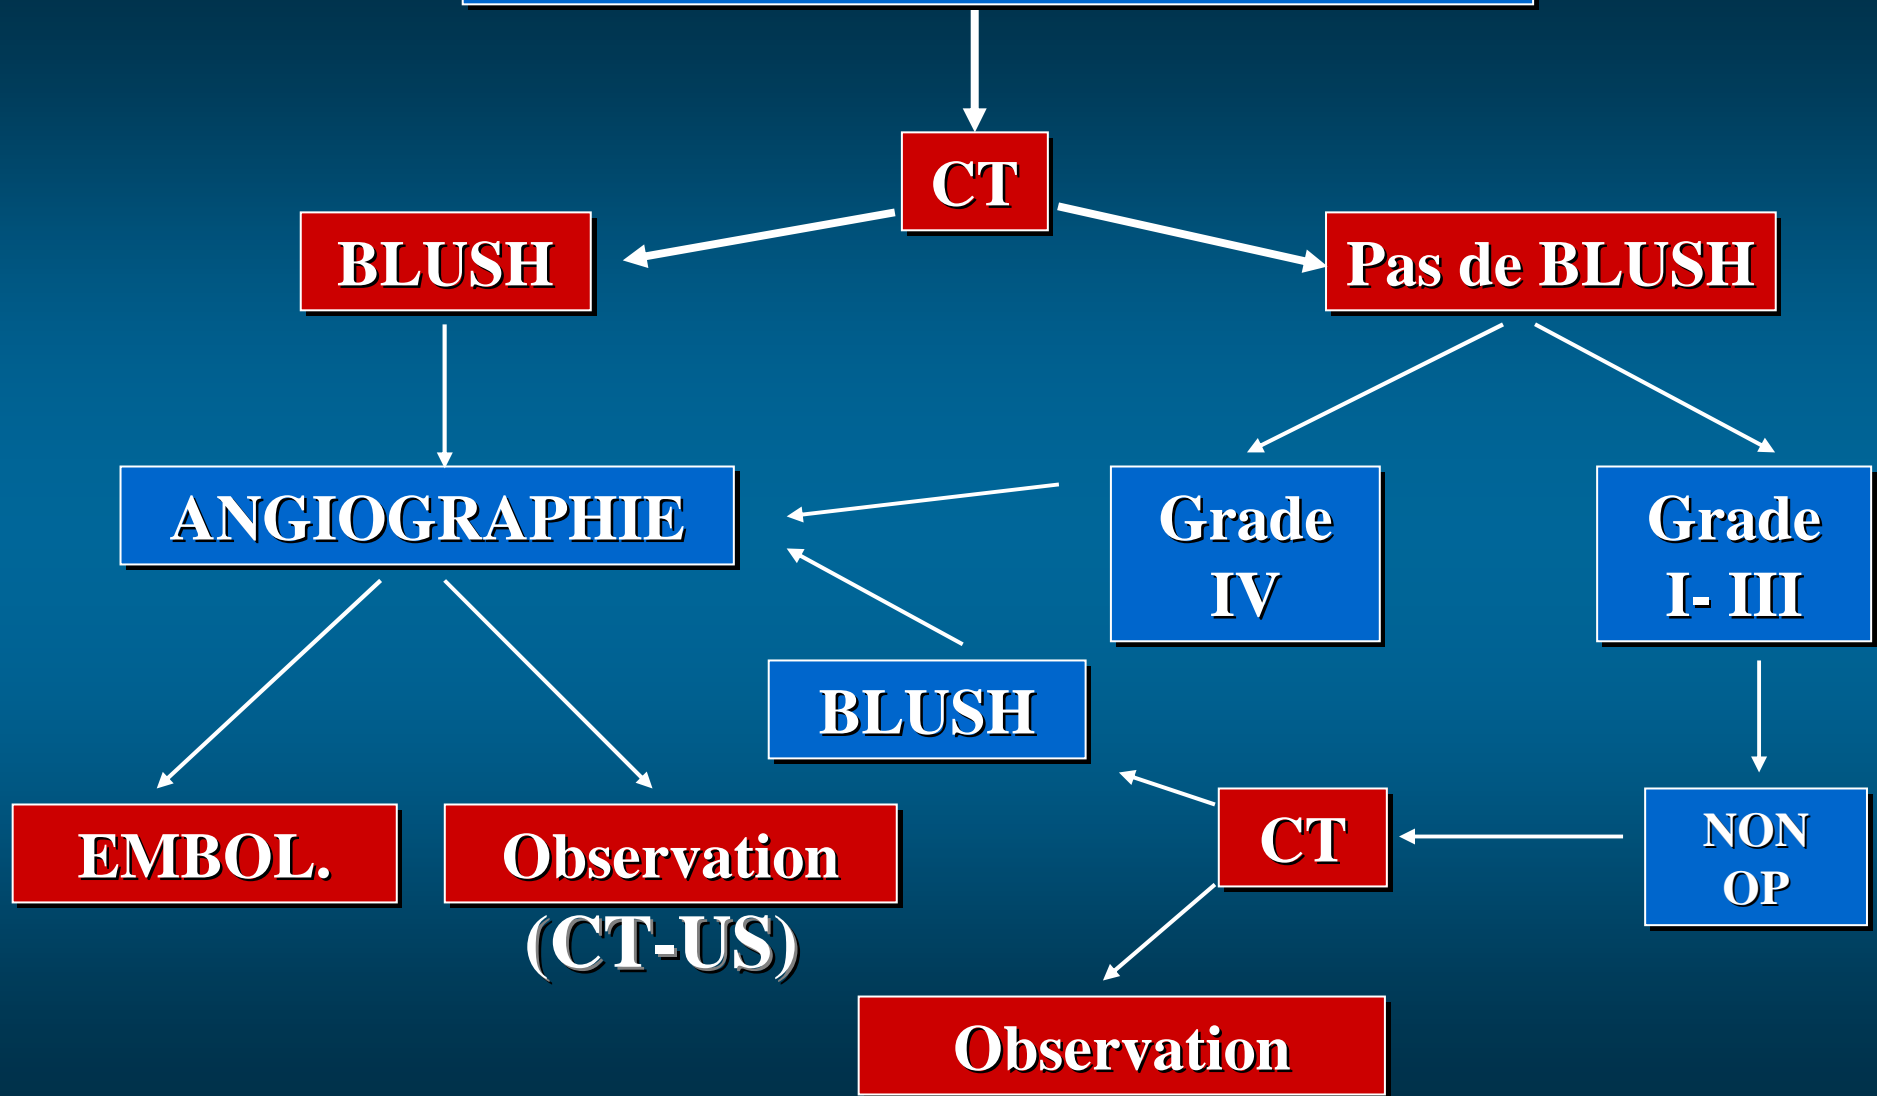 CT
BLUSH
Pas de BLUSH
ANGIOGRAPHIE
Grade
IV
Grade
I- III
BLUSH
EMBOL.
Observation
(CT-US)
CT
NON
OP
Observation